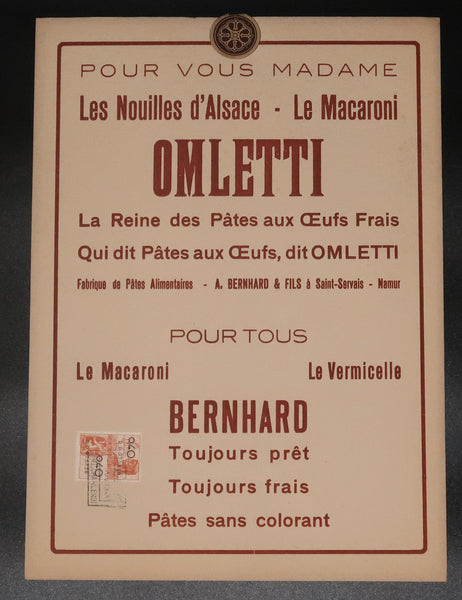 POUR VOUS MADAME
Les Nouilles d'Alsace - Le Macaroni
OMLETTI
La Reine des Pâtes aux Œufs Frais
Qui dit Pâtes aux Œufs, dit OMLETTI
Fabrique de Pâtes Alimentaires - A. BERNHARD & FILS à Saint-Servais - Namur
POUR TOUS
Le Macaroni Le Vermicelle
BERNHARD
Toujours prêt
Toujours frais
Pâtes sans colorant